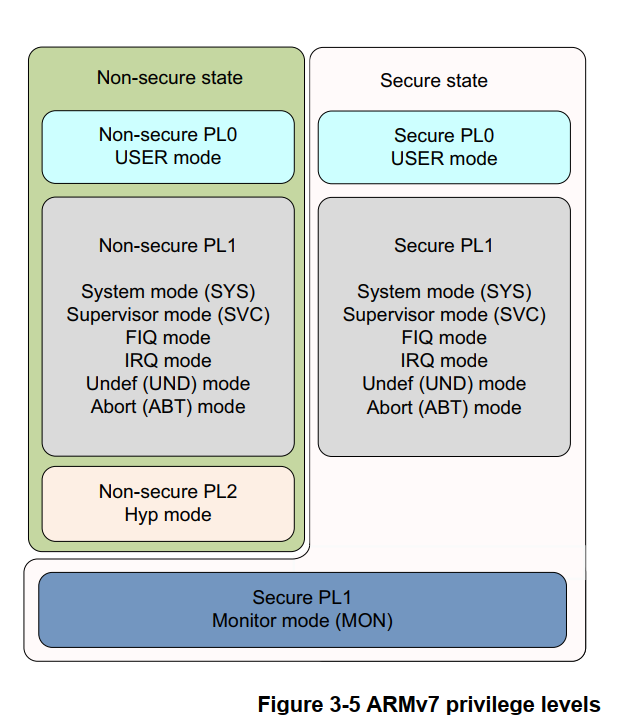 Non-secure state
Non-secure PL0
USER mode
Non-secure PL1
System mode (SYS)
Supervisor mode (SVC)
FIQ mode
IRQ mode
Undef (UND) mode
Abort (ABT) mode
Non-secure PL2
Hyp mode
Secure state
Secure PL0
USER mode
Secure PL1
System mode (SYS)
Supervisor mode (SVC)
FIQ mode
IRQ mode
Undef (UND) mode
Abort (ABT) mode
Secure PL1
Monitor mode (MON)
Figure 3-5 ARMv7 privilege levels